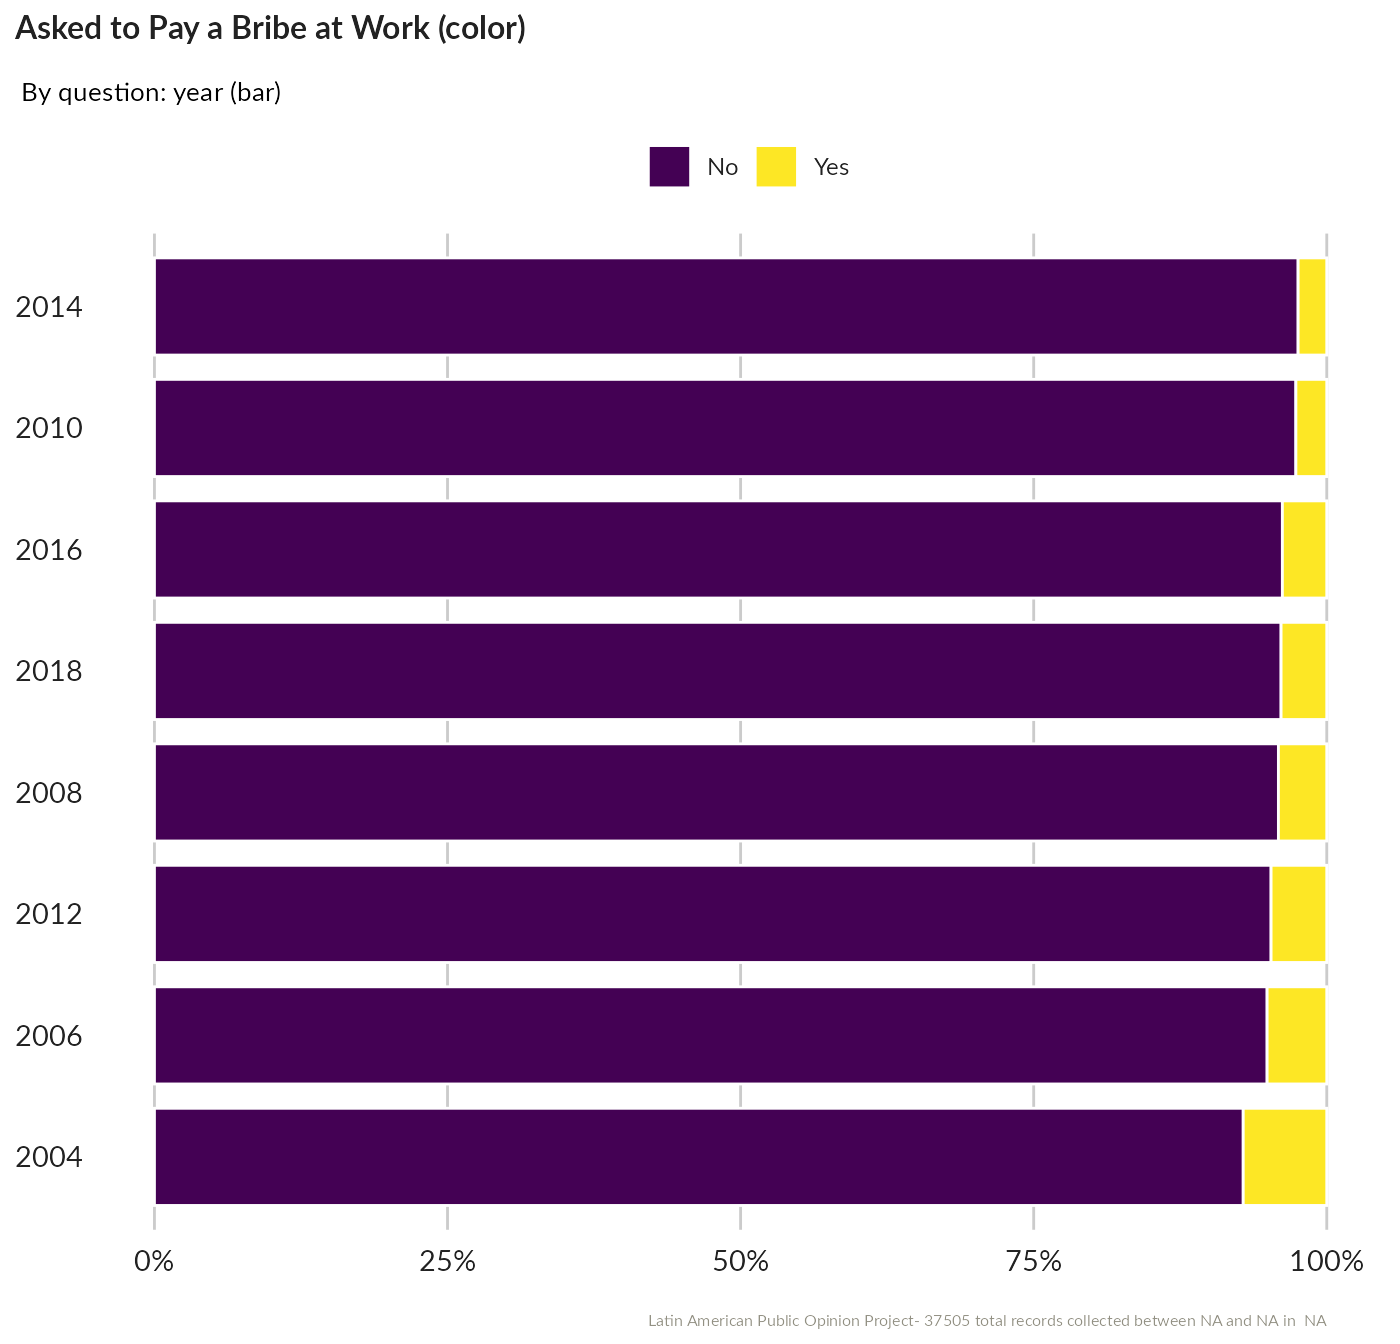 Asked to Pay a Bribe at Work (color)
By question: year (bar)
No Yes
2014
2010
2016
2018
2008
2012
2006
2004
0% 25% 50% 75% 100%
Latin American Public Opinion Project- 37505 total records collected between NA and NA in  NA